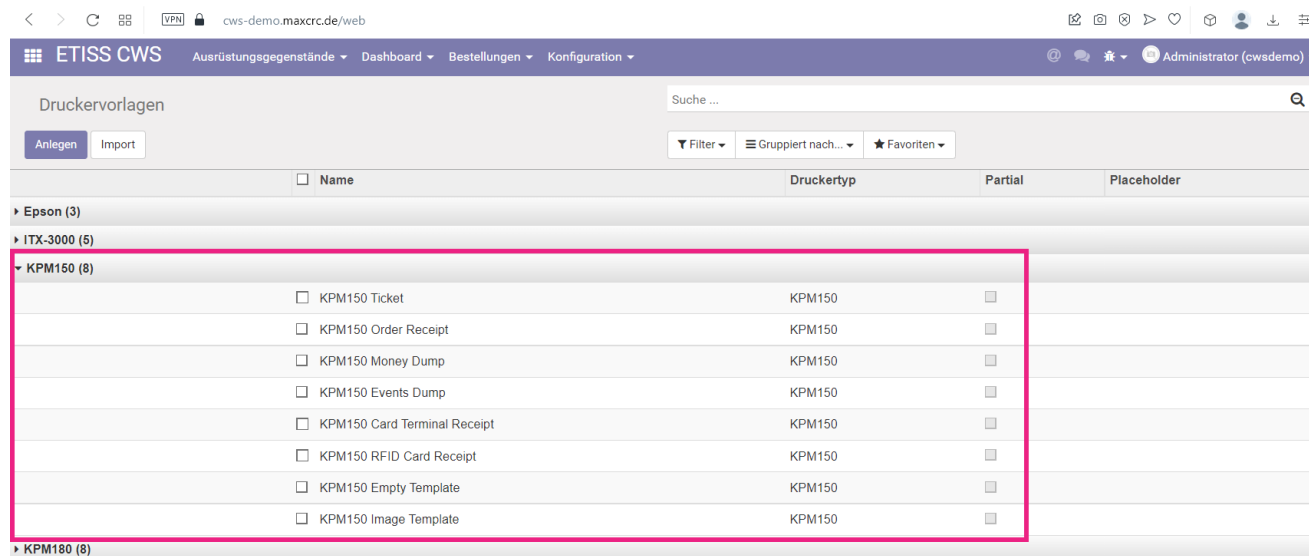 VPN cws-demo.maxcrc.de/web
ETISS CWS Ausrüstungsgegenstände Dashboard Bestellungen Konfiguration @ Administrator (cwsdemo)
Druckervorlagen Suche ...
Anlegen Import Filter Gruppiert nach... Favoriten
Name Druckertyp Partial Placeholder
Epson (3)
ITX-3000 (5)
KPM150 (8)
KPM150 Ticket KPM150
KPM150 Order Receipt KPM150
KPM150 Money Dump KPM150
KPM150 Events Dump KPM150
KPM150 Card Terminal Receipt KPM150
KPM150 RFID Card Receipt KPM150
KPM150 Empty Template KPM150
KPM150 Image Template KPM150
KPM180 (8)